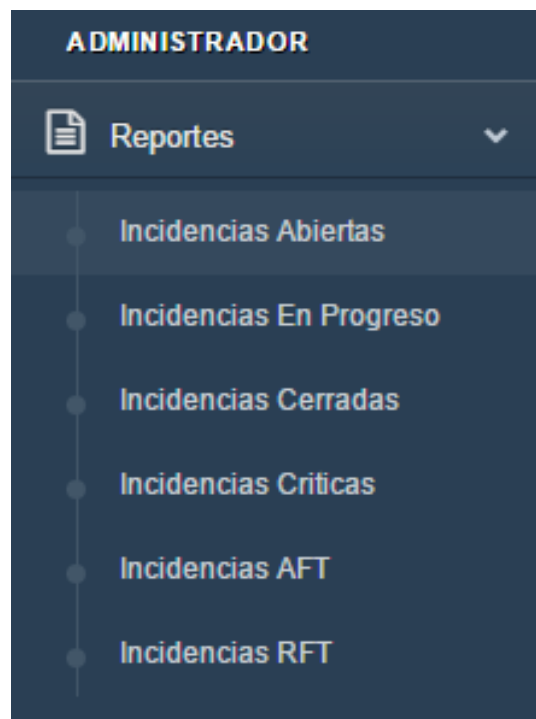 ADMINISTRADOR
Reportes
Incidencias Abiertas
Incidencias En Progreso
Incidencias Cerradas
Incidencias Criticas
Incidencias AFT
Incidencias RFT